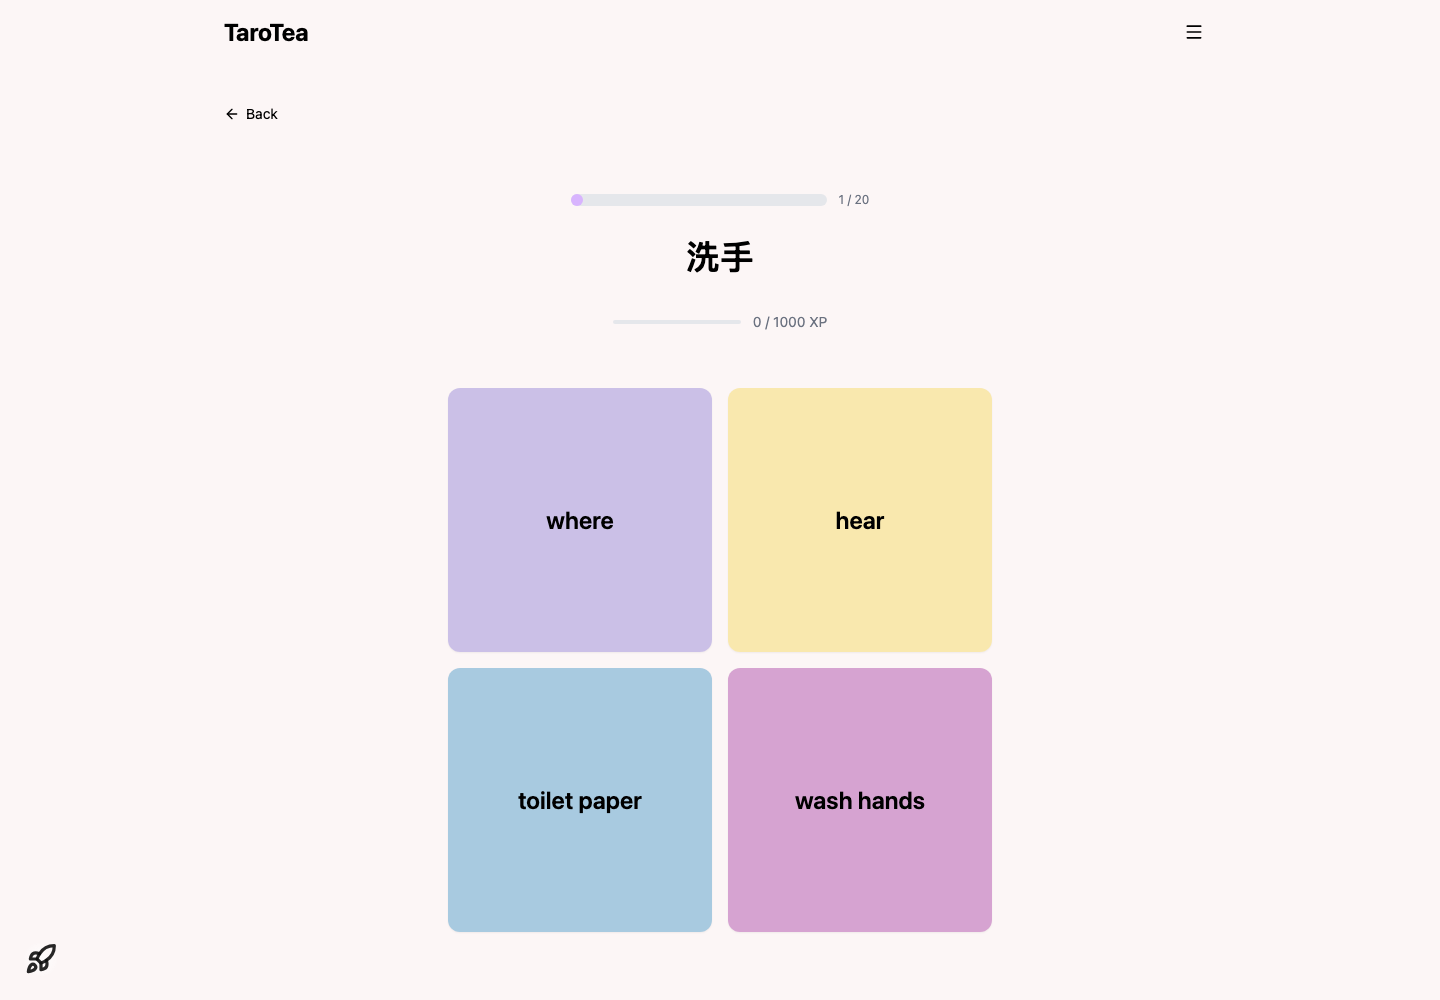 TaroTea
Back
1 / 20
洗手
0 / 1000 XP
where
hear
toilet paper
wash hands